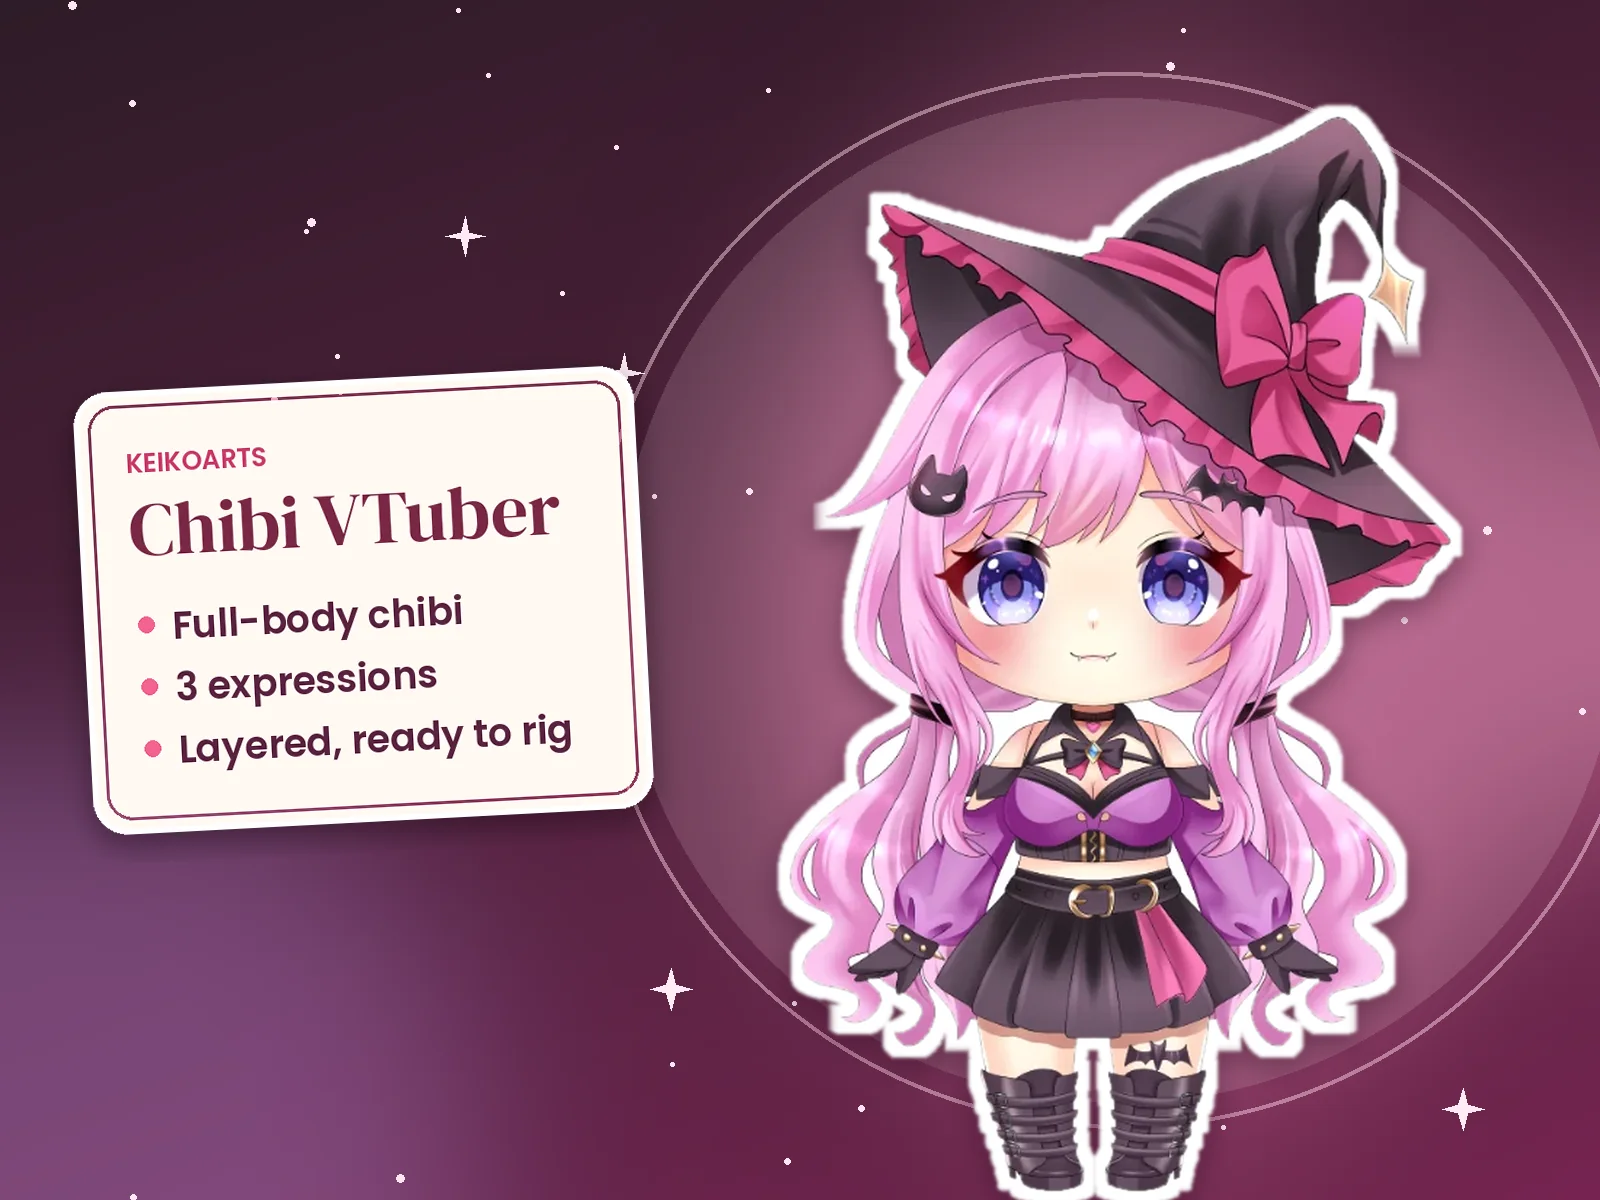 KEIKOARTS
Chibi VTuber
Full-body chibi
3 expressions
Layered, ready to rig